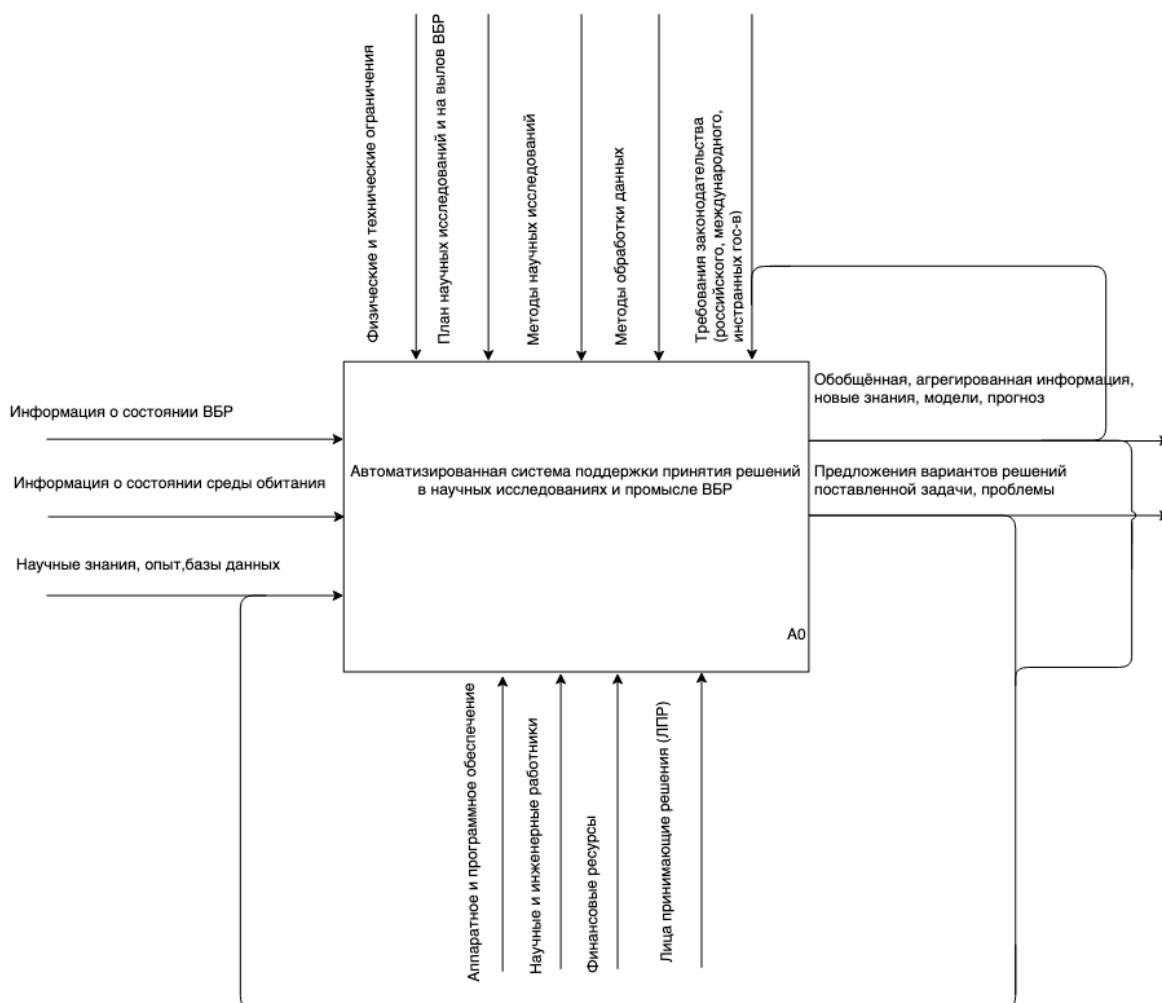 Физические и технические ограничения
План научных исследований и на вылов ВБР
Методы научных исследований
Методы обработки данных
Требования законодательства
(российского, международного,
инстранных гос-в)
Информация о состоянии ВБР
Информация о состоянии среды обитания
Научные знания, опыт,базы данных
Автоматизированная система поддержки принятия решений
в научных исследованиях и промысле ВБР
A0
Обобщённая, агрегированная информация,
новые знания, модели, прогноз
Предложения вариантов решений
поставленной задачи, проблемы
Аппаратное и программное обеспечение
Научные и инженерные работники
Финансовые ресурсы
Лица принимающие решения (ЛПР)